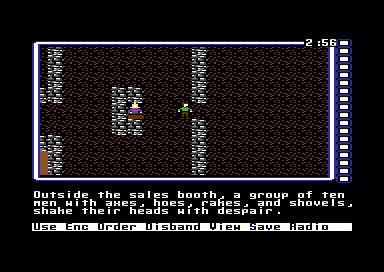 2:56
Outside the sales booth, a group of ten
men with axes, hoes, rakes, and shovels,
shake their heads with despair.
Use Enc Order Disband View Save Radio